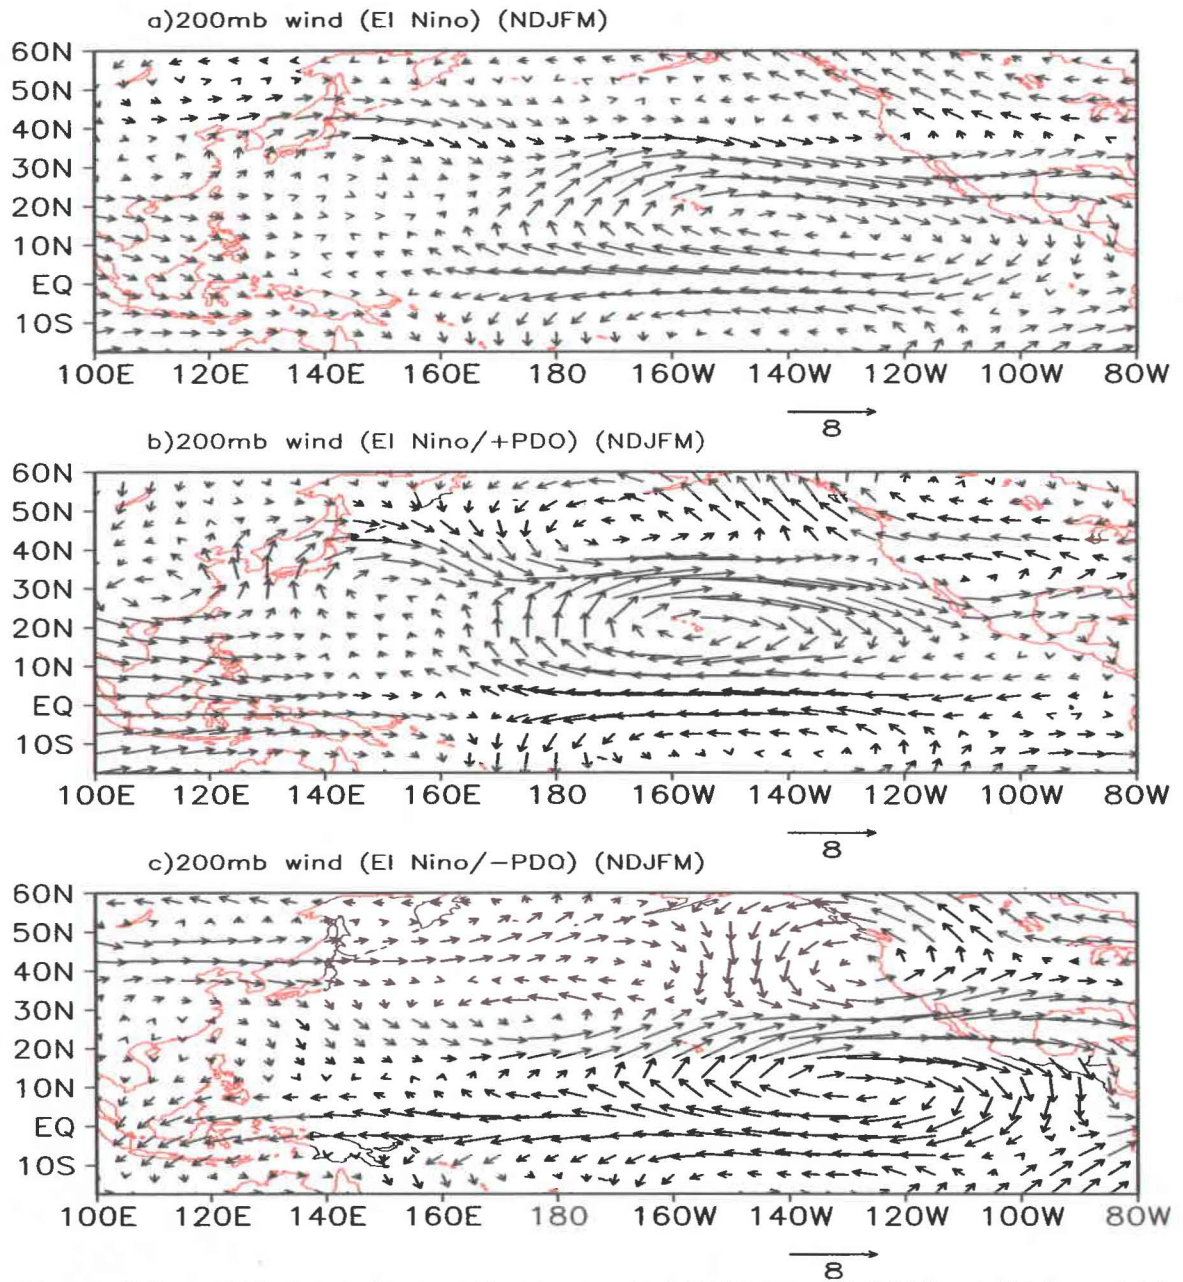 a)200mb wind (El Nino) (NDJFM)
60N
50N
40N
30N
20N
10N
EQ
10S
100E 120E 140E 160E 180 160W 140W 120W 100W 80W
8
b)200mb wind (El Nino/+PDO) (NDJFM)
60N
50N
40N
30N
20N
10N
EQ
10S
100E 120E 140E 160E 180 160W 140W 120W 100W 80W
8
c)200mb wind (El Nino/−PDO) (NDJFM)
60N
50N
40N
30N
20N
10N
EQ
10S
100E 120E 140E 160E 180 160W 140W 120W 100W 80W
8